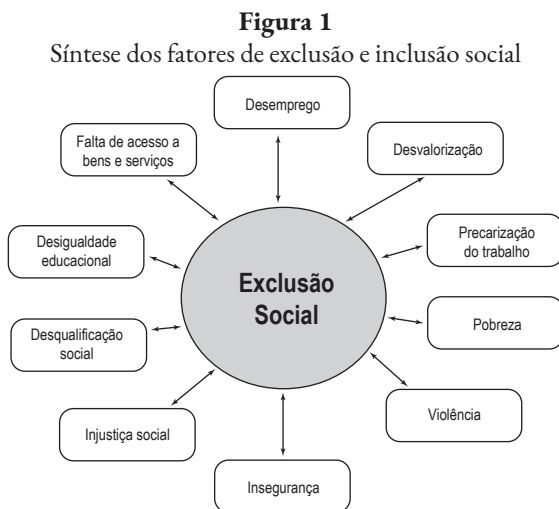 Figura 1
Síntese dos fatores de exclusão e inclusão social
Desemprego
Falta de acesso a
bens e serviços
Desvalorização
Desigualdade
educacional
Precarização
do trabalho
Exclusão
Social
Desqualificação
social
Pobreza
Injustiça social
Violência
Insegurança